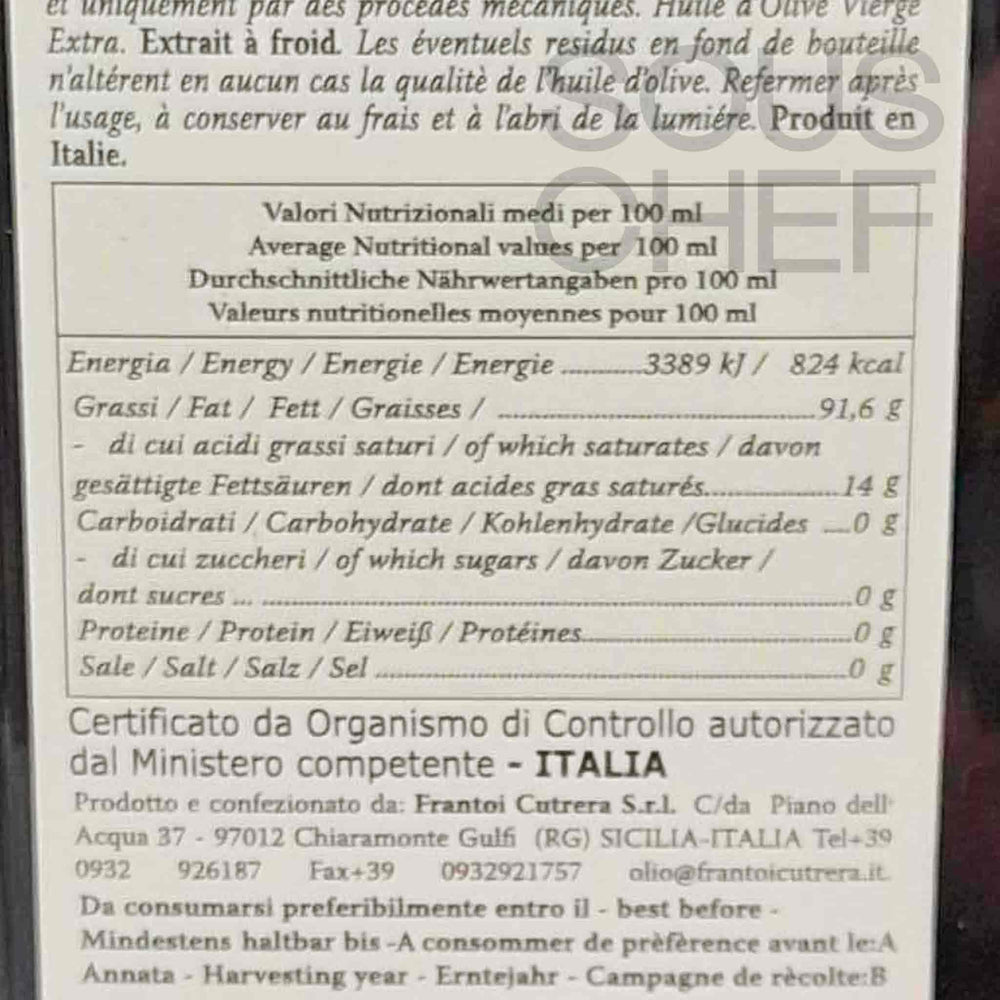 et uniquement par des procédés mécaniques. Huile d'Olive Vierge
Extra. Extrait à froid. Les éventuels residus en fond de bouteille
n'altérent en aucun cas la qualitè de l'huile d'olive. Refermer après
l'usage, à conserver au frais et à l'abri de la lumiére. Produit en
Italie.
SOUS
CHEF
Valori Nutrizionali medi per 100 ml
Average Nutritional values per 100 ml
Durchschnittliche Nährwertangaben pro 100 ml
Valeurs nutritionelles moyennes pour 100 ml
Energia / Energy / Energie / Energie ............3389 kJ / 824 kcal
Grassi / Fat / Fett / Graisses / ................................................91,6 g
- di cui acidi grassi saturi / of which saturates / davon
gesättigte Fettsäuren / dont acides gras saturés....................14 g
Carboidrati / Carbohydrate / Kohlenhydrate /Glucides ....0 g
- di cui zuccheri / of which sugars / davon Zucker /
dont sucres ... ............................................................................0 g
Proteine / Protein / Eiweiß / Protéines........................................0 g
Sale / Salt / Salz / Sel .....................................................................0 g
Certificato da Organismo di Controllo autorizzato
dal Ministero competente - ITALIA
Prodotto e confezionato da: Frantoi Cutrera S.r.l. C/da Piano dell'
Acqua 37 - 97012 Chiaramonte Gulfi (RG) SICILIA-ITALIA Tel+39
0932 926187 Fax+39 0932921757 olio@frantoicutrera.it.
Da consumarsi preferibilmente entro il - best before -
Mindestens haltbar bis -A consommer de prèfèrence avant le:A
Annata - Harvesting year - Erntejahr - Campagne de rècolte:B